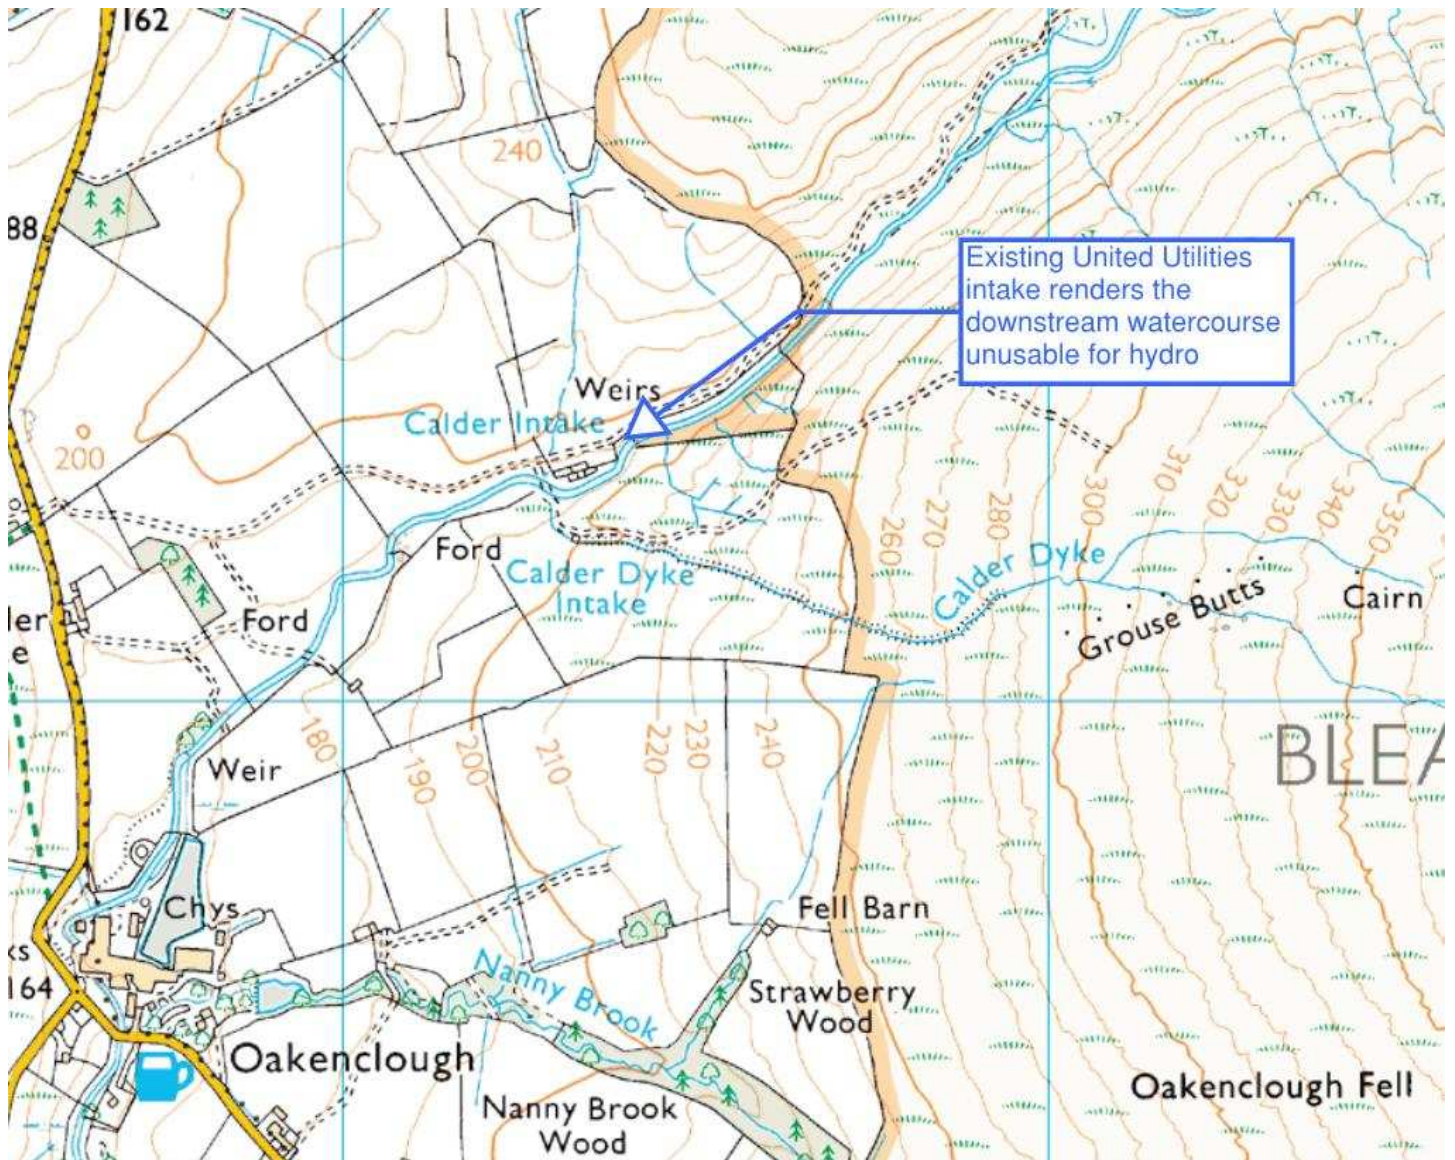 162
240
88
Existing United Utilities
intake renders the
downstream watercourse
unusable for hydro
Weirs
Calder Intake
200
310
320
330
340
350
300
280
270
260
Ford
Calder Dyke
Intake
Calder Dyke
Grouse Butts
Cairn
ler
e
Ford
180
190
200
210
220
230
240
BLEA
Weir
Chys
Fell Barn
ks
164
Nanny Brook
Strawberry
Wood
Oakenclough
Nanny Brook
Wood
Oakenclough Fell